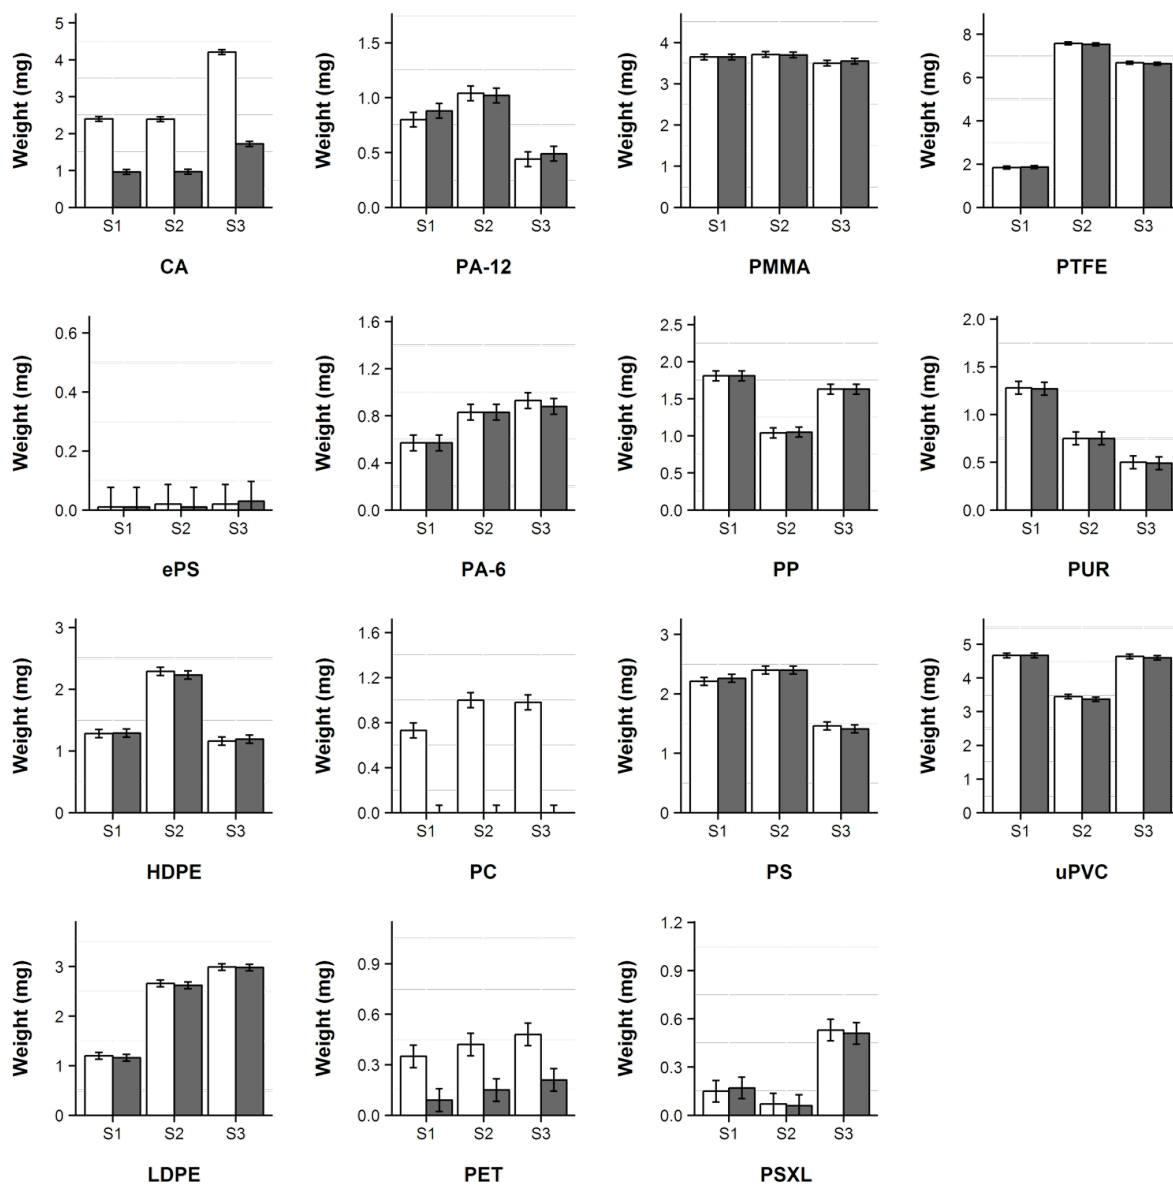 Weight (mg)
5
4
3
2
1
0
S1 S2 S3
CA
Weight (mg)
1.5
1.0
0.5
0.0
S1 S2 S3
PA-12
Weight (mg)
4
3
2
1
0
S1 S2 S3
PMMA
Weight (mg)
8
6
4
2
0
S1 S2 S3
PTFE
Weight (mg)
0.6
0.4
0.2
0.0
S1 S2 S3
ePS
Weight (mg)
1.6
1.2
0.8
0.4
0.0
S1 S2 S3
PA-6
Weight (mg)
2.5
2.0
1.5
1.0
0.5
0.0
S1 S2 S3
PP
Weight (mg)
2.0
1.5
1.0
0.5
0.0
S1 S2 S3
PUR
Weight (mg)
3
2
1
0
S1 S2 S3
HDPE
Weight (mg)
1.6
1.2
0.8
0.4
0.0
S1 S2 S3
PC
Weight (mg)
3
2
1
0
S1 S2 S3
PS
Weight (mg)
5
4
3
2
1
0
S1 S2 S3
uPVC
Weight (mg)
3
2
1
0
S1 S2 S3
LDPE
Weight (mg)
0.9
0.6
0.3
0.0
S1 S2 S3
PET
Weight (mg)
1.2
0.9
0.6
0.3
0.0
S1 S2 S3
PSXL